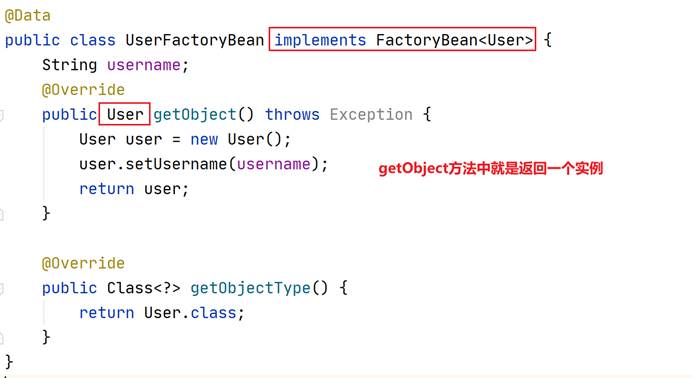 @Data
public class UserFactoryBean implements FactoryBean<User> {
String username;
@Override
public User getObject() throws Exception {
User user = new User();
user.setUsername(username);
getObject方法中就是返回一个实例
return user;
}
@Override
public Class<?> getObjectType() {
return User.class;
}
}